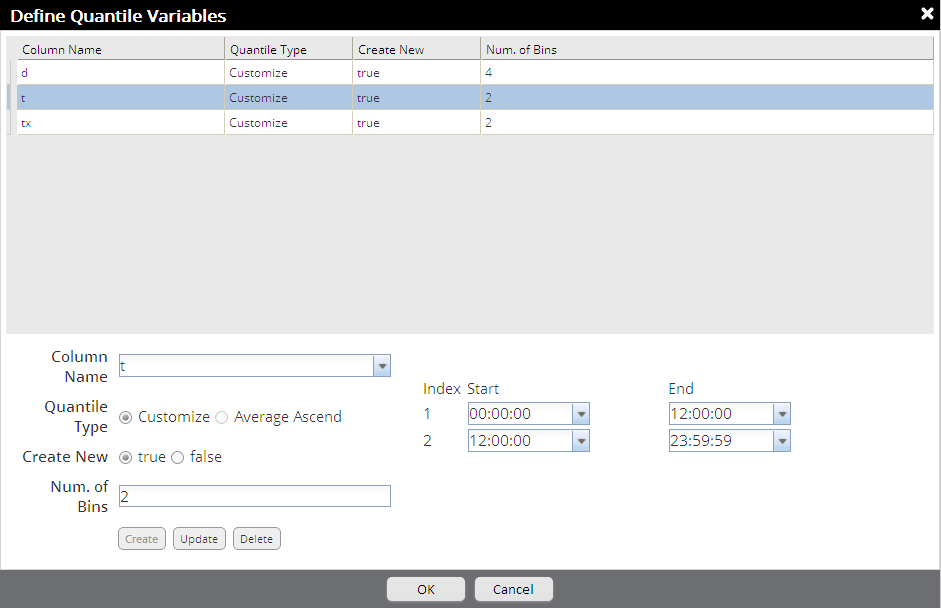 Define Quantile Variables
Column Name Quantile Type Create New Num. of Bins
d Customize true 4
t Customize true 2
tx Customize true 2
Column Name t
Quantile Type Customize Average Ascend
Create New true false
Num. of Bins 2
Create Update Delete
Index Start End
1 00:00:00 12:00:00
2 12:00:00 23:59:59
OK Cancel